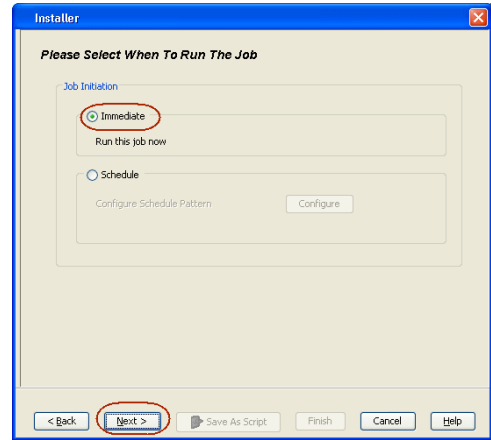 Installer
Please Select When To Run The Job
Job Initiation
Immediate
Run this job now
Schedule
Configure Schedule Pattern Configure
< Back Next > Save As Script Finish Cancel Help